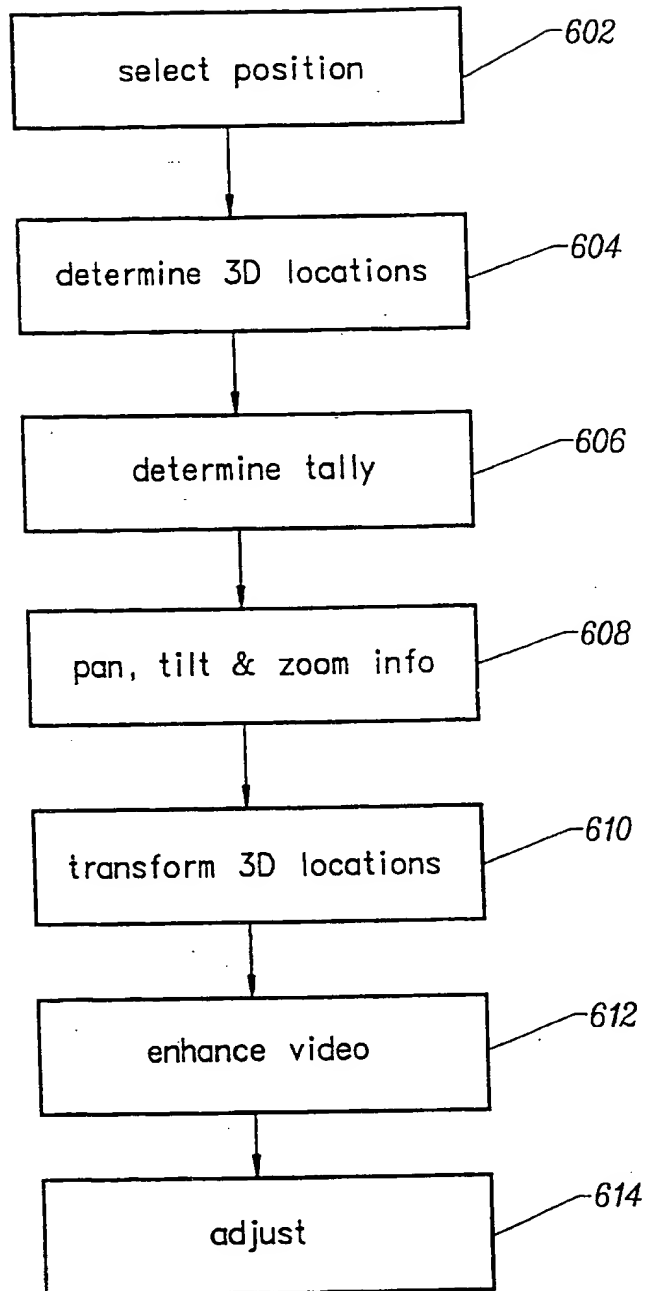 select position
602
determine 3D locations
604
determine tally
606
pan, tilt & zoom info
608
transform 3D locations
610
enhance video
612
adjust
614